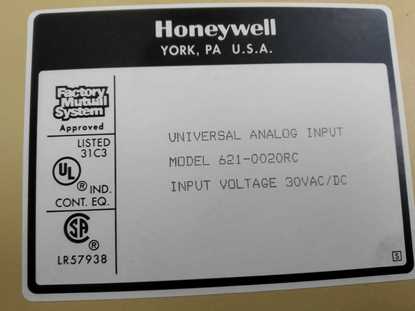 Honeywell
YORK, PA U.S.A.
Factory
Mutual
System
Approved
LISTED
31C3
UL ® IND.
CONT. EQ.
SA ®
LR57938
UNIVERSAL ANALOG INPUT
MODEL 621-0020RC
INPUT VOLTAGE 30VAC/DC
S